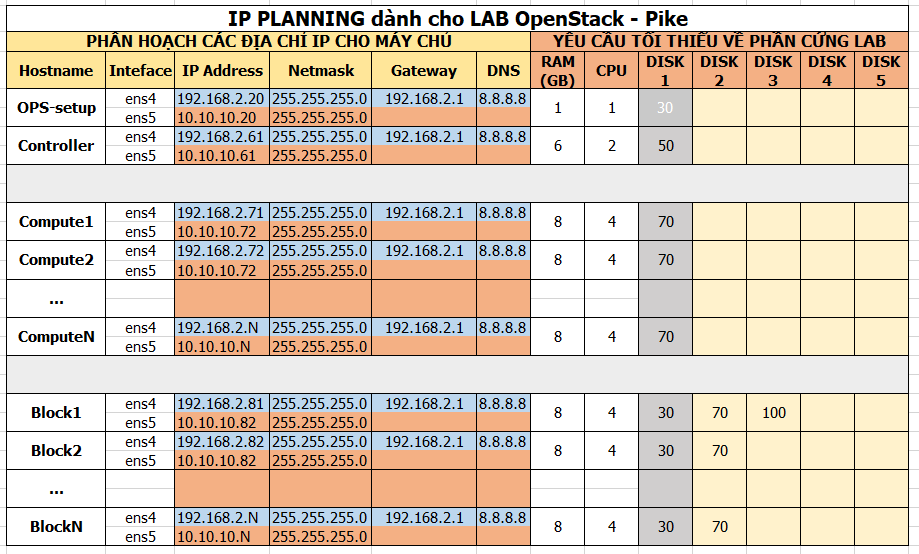 IP PLANNING dành cho LAB OpenStack - Pike
PHÂN HOẠCH CÁC ĐỊA CHỈ IP CHO MÁY CHỦ YÊU CẦU TỐI THIỂU VỀ PHẦN CỨNG LAB
Hostname Inteface IP Address Netmask Gateway DNS RAM (GB) CPU DISK 1 DISK 2 DISK 3 DISK 4 DISK 5
OPS-setup ens4 192.168.2.20 255.255.255.0 192.168.2.1 8.8.8.8 1 1 30
ens5 10.10.10.20 255.255.255.0
Controller ens4 192.168.2.61 255.255.255.0 192.168.2.1 8.8.8.8 6 2 50
ens5 10.10.10.61 255.255.255.0
Compute1 ens4 192.168.2.71 255.255.255.0 192.168.2.1 8.8.8.8 8 4 70
ens5 10.10.10.72 255.255.255.0
Compute2 ens4 192.168.2.72 255.255.255.0 192.168.2.1 8.8.8.8 8 4 70
ens5 10.10.10.72 255.255.255.0
...
ComputeN ens4 192.168.2.N 255.255.255.0 192.168.2.1 8.8.8.8 8 4 70
ens5 10.10.10.N 255.255.255.0
Block1 ens4 192.168.2.81 255.255.255.0 192.168.2.1 8.8.8.8 8 4 30 70 100
ens5 10.10.10.82 255.255.255.0
Block2 ens4 192.168.2.82 255.255.255.0 192.168.2.1 8.8.8.8 8 4 30 70
ens5 10.10.10.82 255.255.255.0
...
BlockN ens4 192.168.2.N 255.255.255.0 192.168.2.1 8.8.8.8 8 4 30 70
ens5 10.10.10.N 255.255.255.0